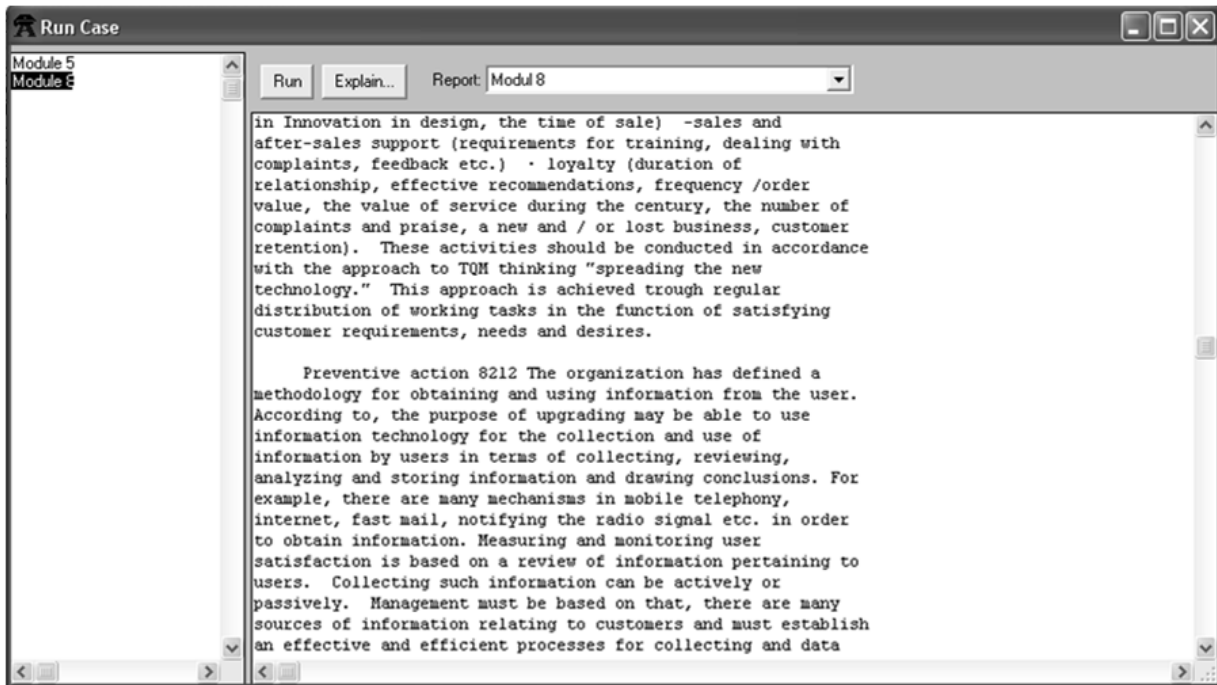 Run Case
Module 5
Module 8
Run
Explain...
Report:
Modul 8
in Innovation in design, the time of sale)  -sales and
after-sales support (requirements for training, dealing with
complaints, feedback etc.)  · loyalty (duration of
relationship, effective recommendations, frequency /order
value, the value of service during the century, the number of
complaints and praise, a new and / or lost business, customer
retention).  These activities should be conducted in accordance
with the approach to TQM thinking "spreading the new
technology."  This approach is achieved trough regular
distribution of working tasks in the function of satisfying
customer requirements, needs and desires.
Preventive action 8212 The organization has defined a
methodology for obtaining and using information from the user.
According to, the purpose of upgrading may be able to use
information technology for the collection and use of
information by users in terms of collecting, reviewing,
analyzing and storing information and drawing conclusions. For
example, there are many mechanisms in mobile telephony,
internet, fast mail, notifying the radio signal etc. in order
to obtain information. Measuring and monitoring user
satisfaction is based on a review of information pertaining to
users.  Collecting such information can be actively or
passively.  Management must be based on that, there are many
sources of information relating to customers and must establish
an effective and efficient processes for collecting and data